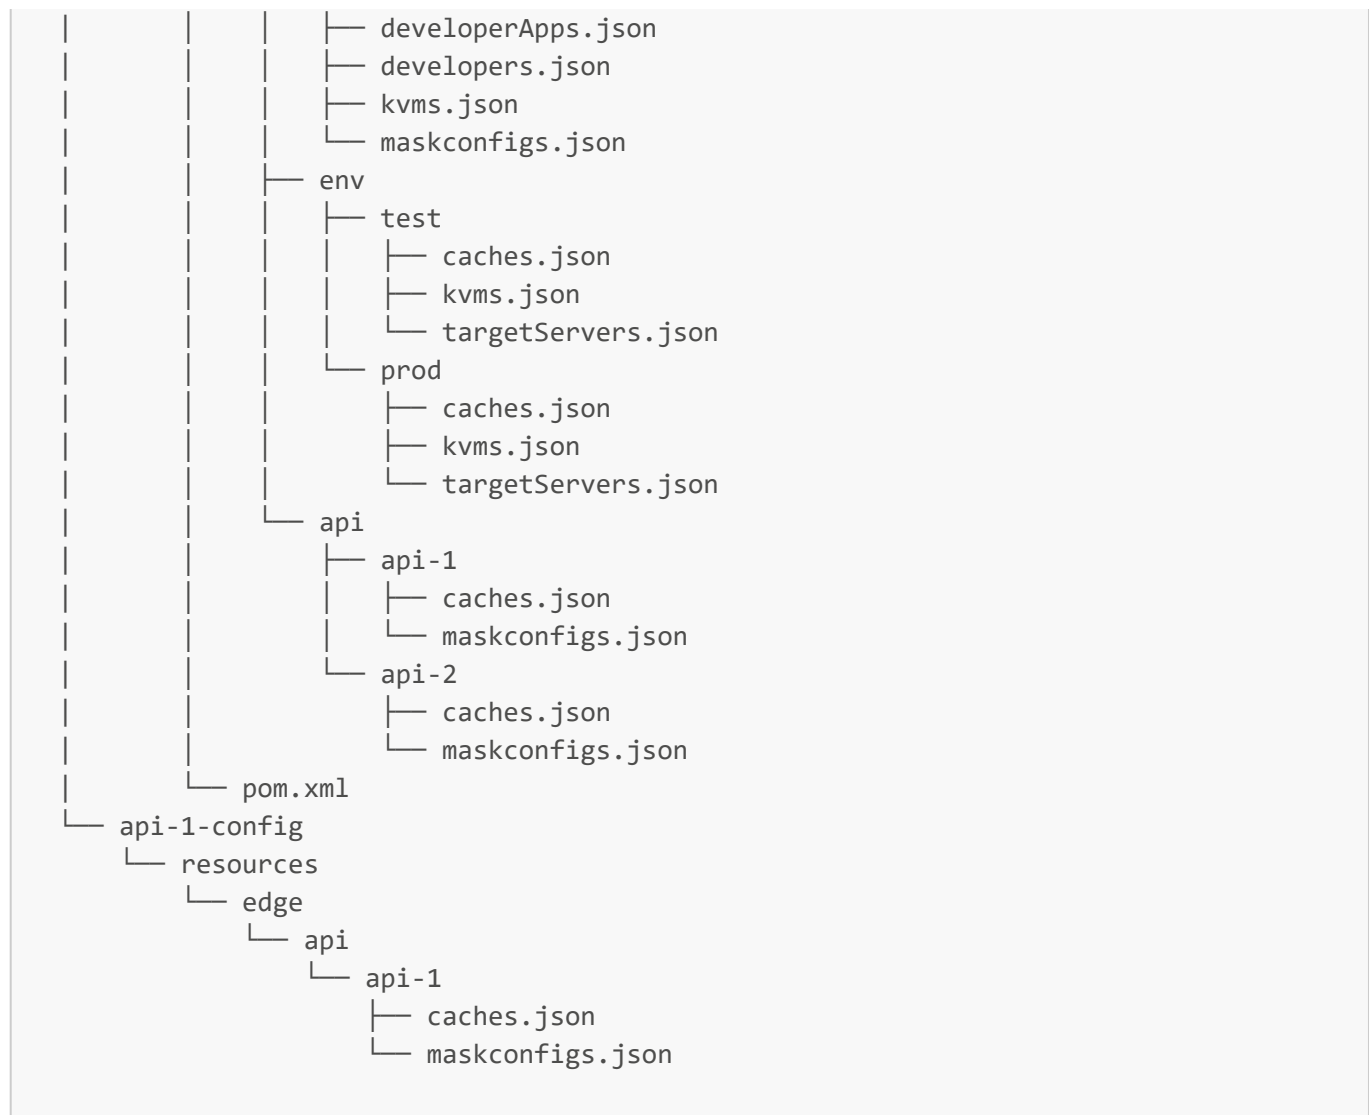 │       │    │   ├── developerApps.json
│       │    │   ├── developers.json
│       │    │   ├── kvms.json
│       │    │   └── maskconfigs.json
│       │    ├── env
│       │    │   ├── test
│       │    │   │   ├── caches.json
│       │    │   │   ├── kvms.json
│       │    │   │   └── targetServers.json
│       │    │   └── prod
│       │    │       ├── caches.json
│       │    │       ├── kvms.json
│       │    │       └── targetServers.json
│       │    └── api
│       │        ├── api-1
│       │        │   ├── caches.json
│       │        │   └── maskconfigs.json
│       │        └── api-2
│       │            ├── caches.json
│       │            └── maskconfigs.json
│       └── pom.xml
└── api-1-config
    └── resources
        └── edge
            └── api
                └── api-1
                    ├── caches.json
                    └── maskconfigs.json